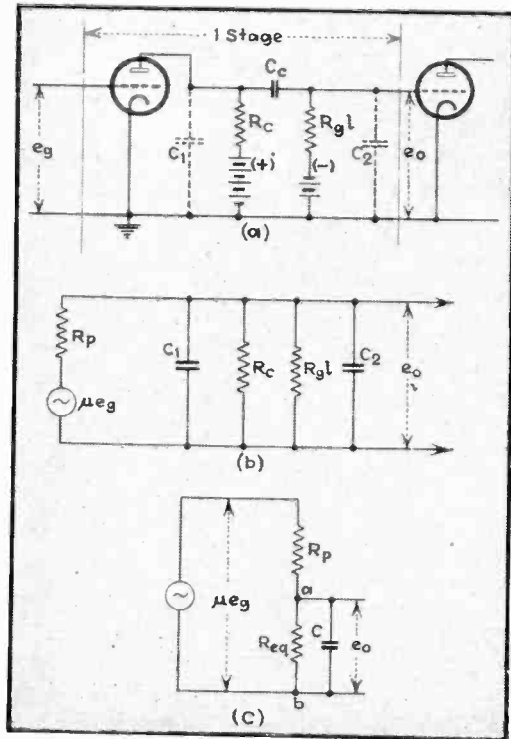 1 Stage
eg
C1
Rc
(+)
Cc
Rgl
(-)
C2
eo
(a)
Rp
μeg
C1
Rc
Rgl
C2
eo
(b)
μeg
Rp
a
Req
C
eo
b
(C)